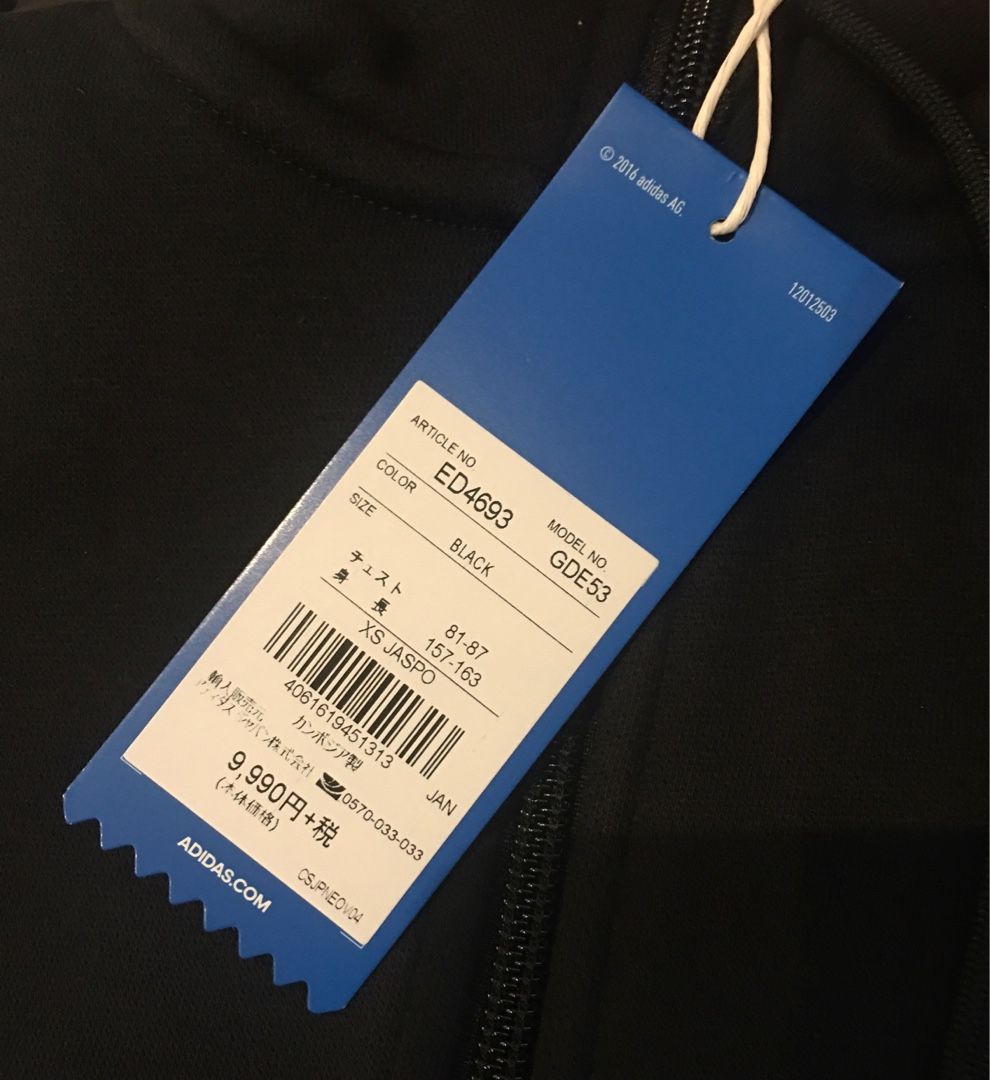 © 2016 adidas AG.
12012503
ARTICLE NO.
ED4693
MODEL NO.
GDE53
COLOR
BLACK
SIZE
チェスト 81-87
身長 157-163
XS JASPO
4061619451313
JAN
輸入販売元
カンボジア製
アディダス ジャパン株式会社
0570-033-033
9,990円+税
(本体価格)
CSJPNEOV04
ADIDAS.COM